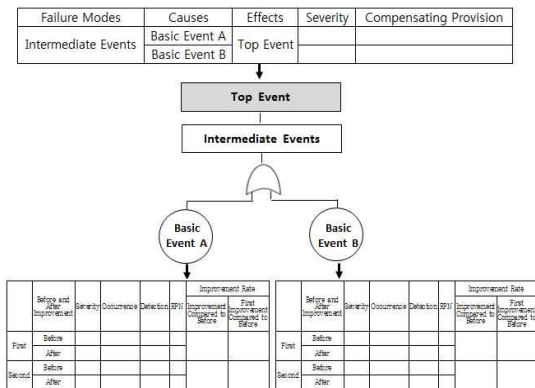 Failure Modes Causes Effects Severity Compensating Provision
Intermediate Events Basic Event A Top Event
Basic Event B
Top Event
Intermediate Events
Basic
Event A
Basic
Event B
Improvement Rate
Before and
After
Improvement
Severity Occurrence Detection RPN
Improvement
Compared to
Before
First
Improvement
Compared to
Before
First
Before
After
Second
Before
After
Improvement Rate
Before and
After
Improvement
Severity Occurrence Detection RPN
Improvement
Compared to
Before
First
Improvement
Compared to
Before
First
Before
After
Second
Before
After